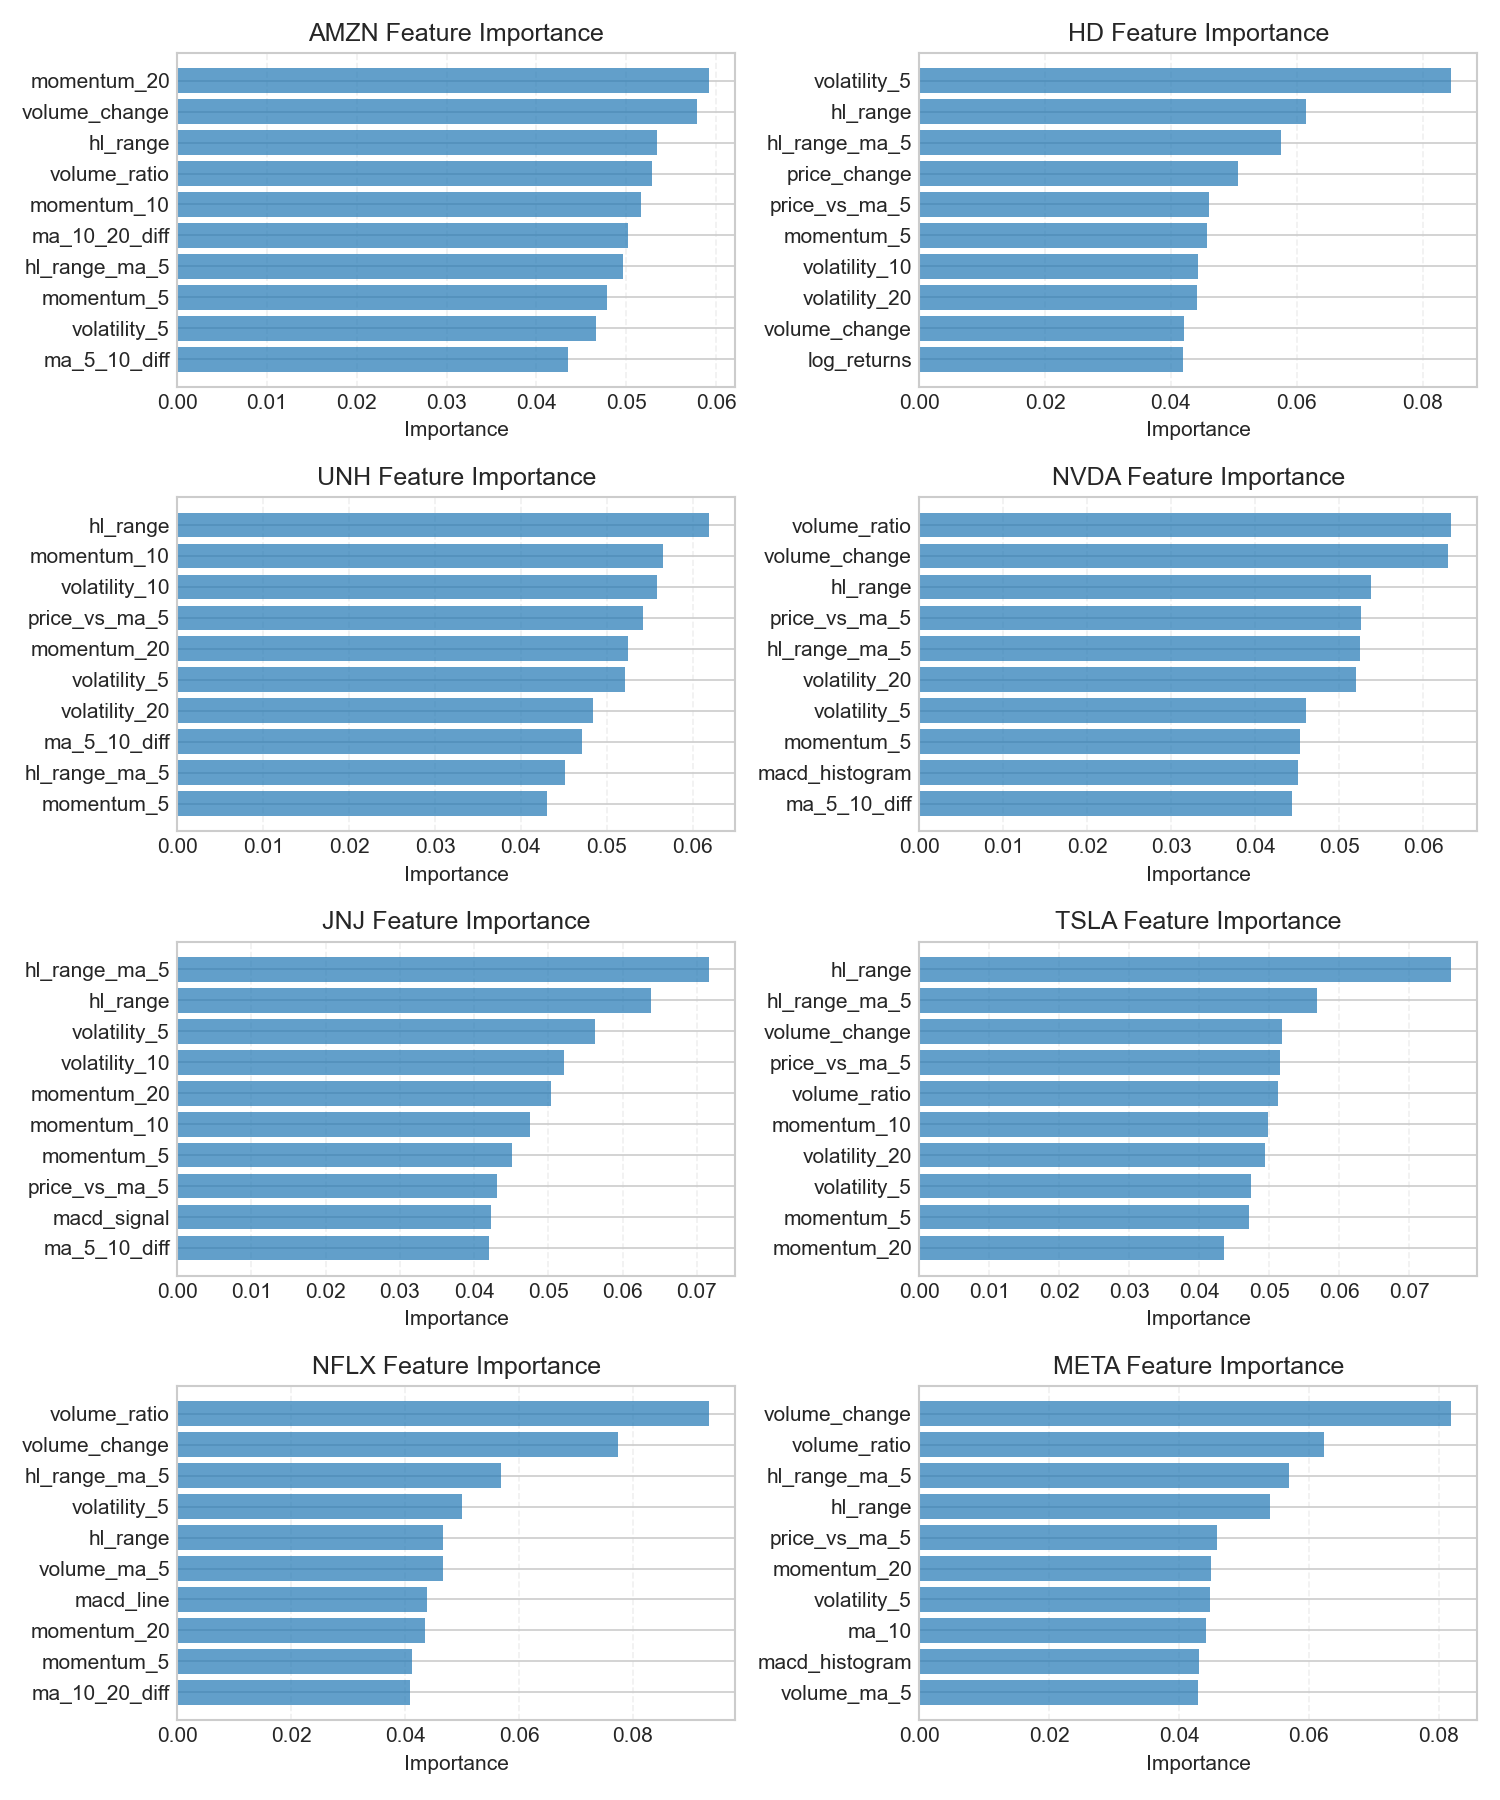 AMZN Feature Importance
momentum_20
volume_change
hl_range
volume_ratio
momentum_10
ma_10_20_diff
hl_range_ma_5
momentum_5
volatility_5
ma_5_10_diff
0.00 0.01 0.02 0.03 0.04 0.05 0.06
Importance
HD Feature Importance
volatility_5
hl_range
hl_range_ma_5
price_change
price_vs_ma_5
momentum_5
volatility_10
volatility_20
volume_change
log_returns
0.00 0.02 0.04 0.06 0.08
Importance
UNH Feature Importance
hl_range
momentum_10
volatility_10
price_vs_ma_5
momentum_20
volatility_5
volatility_20
ma_5_10_diff
hl_range_ma_5
momentum_5
0.00 0.01 0.02 0.03 0.04 0.05 0.06
Importance
NVDA Feature Importance
volume_ratio
volume_change
hl_range
price_vs_ma_5
hl_range_ma_5
volatility_20
volatility_5
momentum_5
macd_histogram
ma_5_10_diff
0.00 0.01 0.02 0.03 0.04 0.05 0.06
Importance
JNJ Feature Importance
hl_range_ma_5
hl_range
volatility_5
volatility_10
momentum_20
momentum_10
momentum_5
price_vs_ma_5
macd_signal
ma_5_10_diff
0.00 0.01 0.02 0.03 0.04 0.05 0.06 0.07
Importance
TSLA Feature Importance
hl_range
hl_range_ma_5
volume_change
price_vs_ma_5
volume_ratio
momentum_10
volatility_20
volatility_5
momentum_5
momentum_20
0.00 0.01 0.02 0.03 0.04 0.05 0.06 0.07
Importance
NFLX Feature Importance
volume_ratio
volume_change
hl_range_ma_5
volatility_5
hl_range
volume_ma_5
macd_line
momentum_20
momentum_5
ma_10_20_diff
0.00 0.02 0.04 0.06 0.08
Importance
META Feature Importance
volume_change
volume_ratio
hl_range_ma_5
hl_range
price_vs_ma_5
momentum_20
volatility_5
ma_10
macd_histogram
volume_ma_5
0.00 0.02 0.04 0.06 0.08
Importance